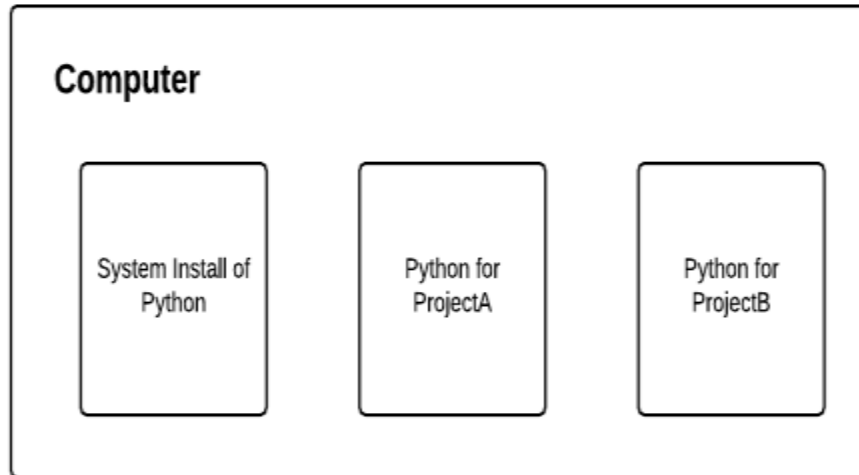 Computer
System Install of
Python
Python for
ProjectA
Python for
ProjectB